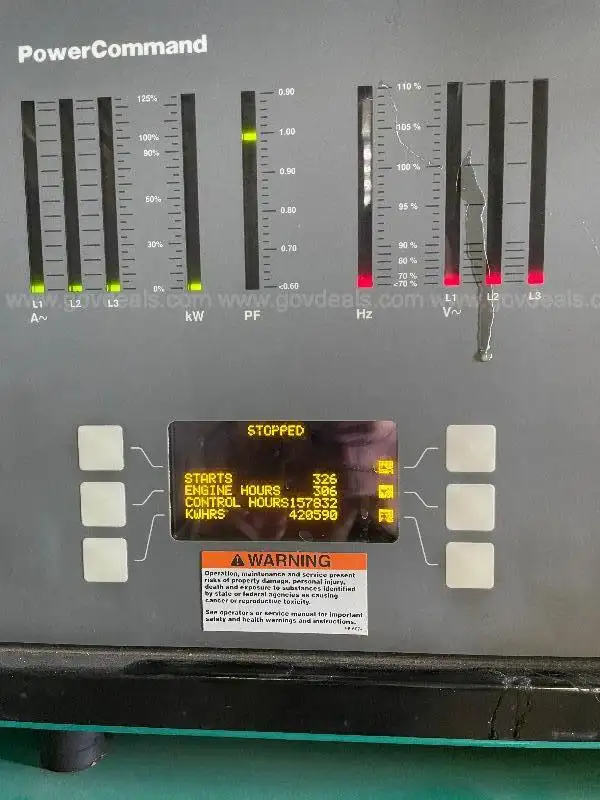 PowerCommand
125% 0.90 110 %
100% 1.00 105 %
90% 0.90 100 %
60% 0.80 95 %
30% 0.70 90 %
80 %
70 %
0% <0.60 <70%
L1 L2 L3 L1 L2 L3
A~ kW PF Hz V~
www.govdeals.com www.govdeals.com www.govdeals.com
STOPPED
STARTS 326
ENGINE HOURS 306
CONTROL HOURS157832
KWHRS 420590
WARNING
Operation, maintenance and service present
risks of property damage, personal injury,
death and exposure to substances identified
by state or federal agencies as causing
cancer or reproductive toxicity.
See operators or service manual for important
safety and health warnings and instructions.